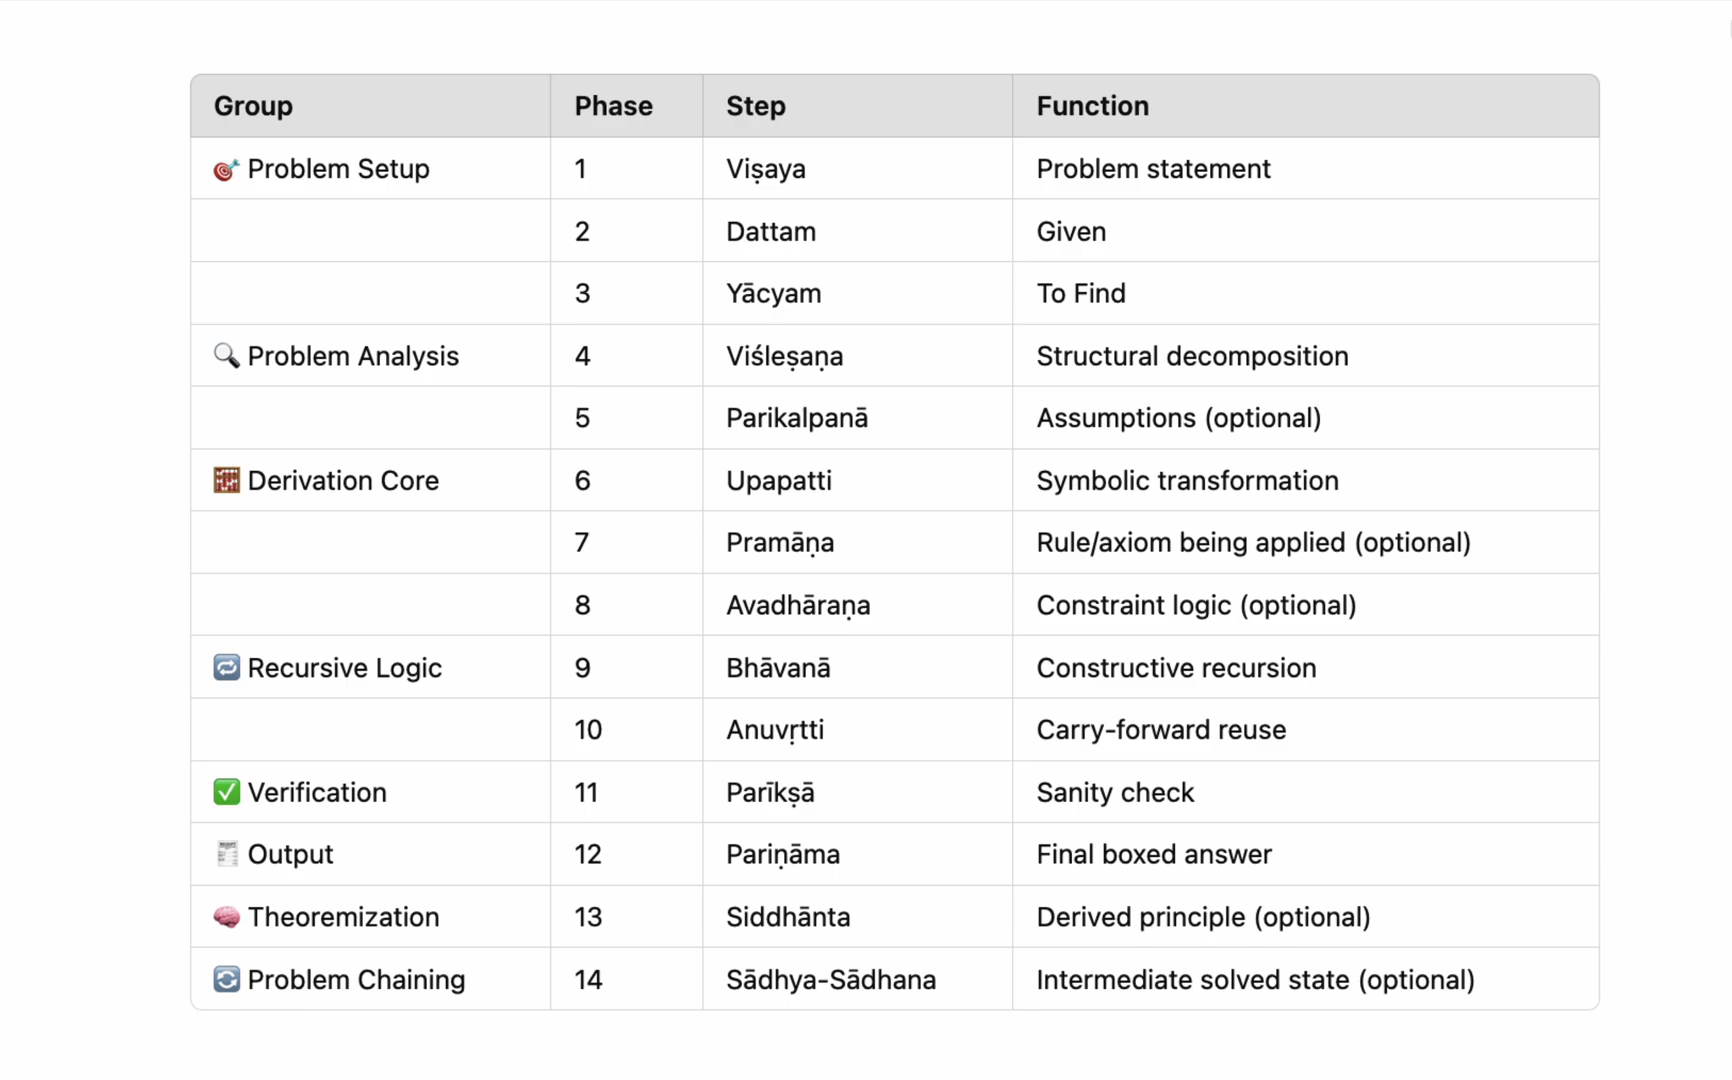 Group Phase Step Function
Problem Setup 1 Viṣaya Problem statement
2 Dattam Given
3 Yācyam To Find
Problem Analysis 4 Viśleṣaṇa Structural decomposition
5 Parikalpanā Assumptions (optional)
Derivation Core 6 Upapatti Symbolic transformation
7 Pramāṇa Rule/axiom being applied (optional)
8 Avadhāraṇa Constraint logic (optional)
Recursive Logic 9 Bhāvanā Constructive recursion
10 Anuvṛtti Carry-forward reuse
Verification 11 Parīkṣā Sanity check
Output 12 Pariṇāma Final boxed answer
Theoremization 13 Siddhānta Derived principle (optional)
Problem Chaining 14 Sādhya-Sādhana Intermediate solved state (optional)